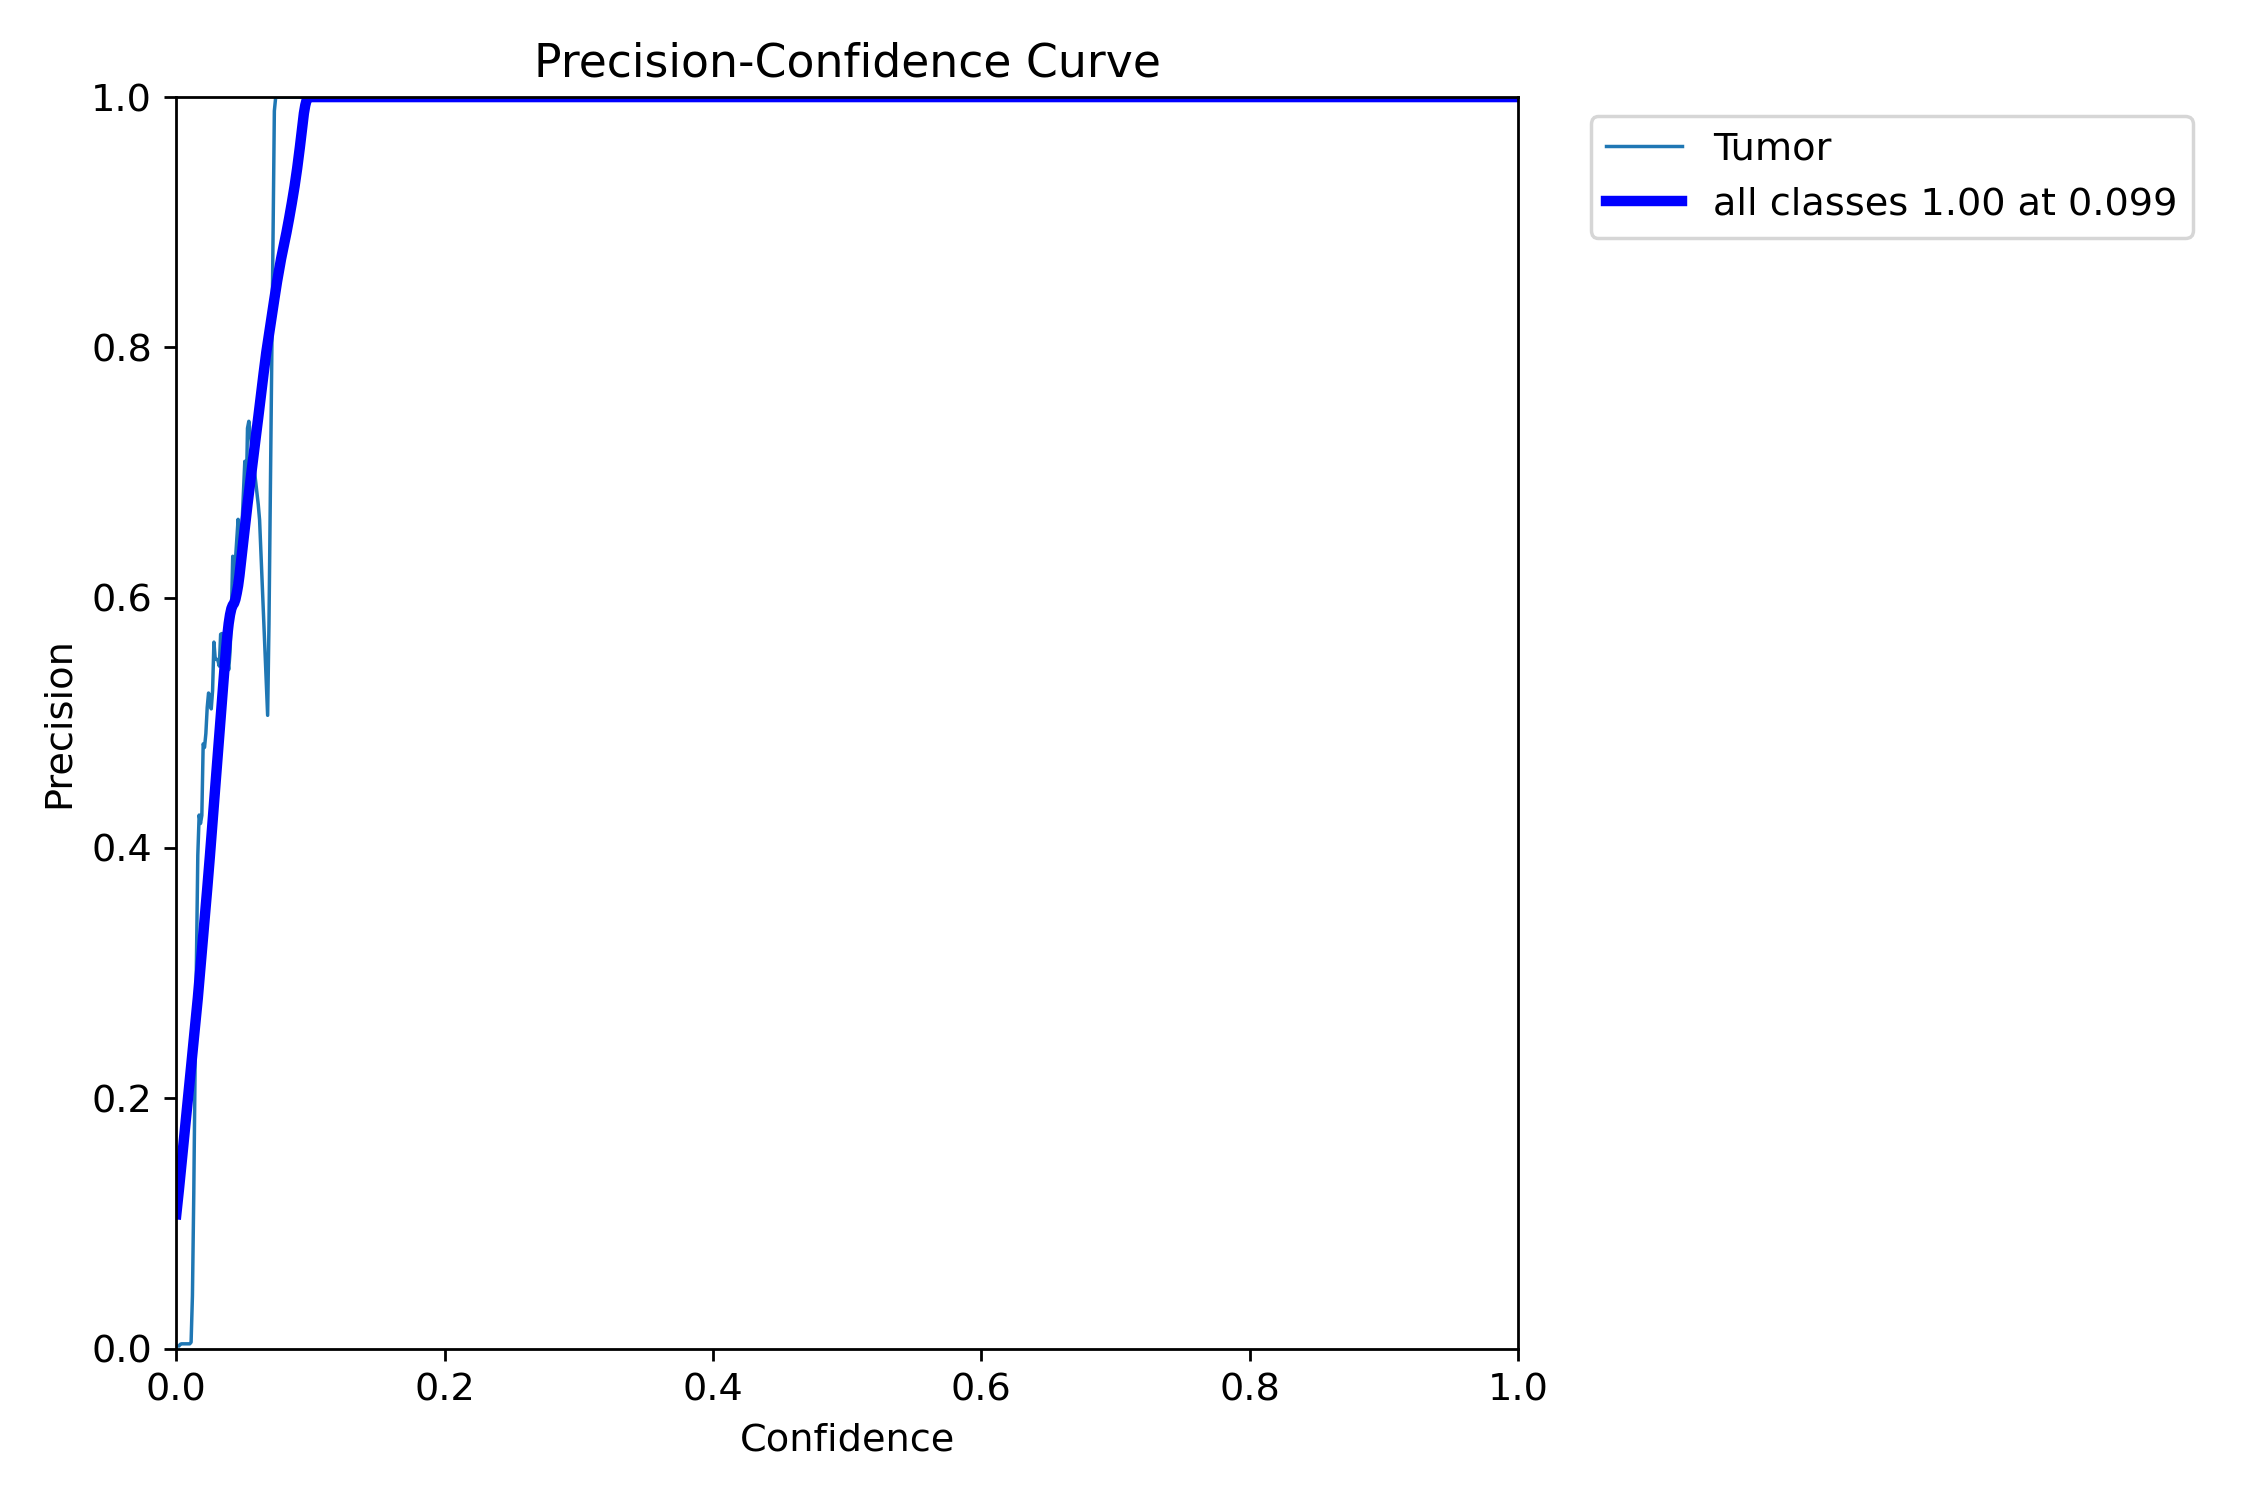 Precision-Confidence Curve
1.0
0.8
0.6
0.4
0.2
0.0
Precision
0.0 0.2 0.4 0.6 0.8 1.0
Confidence
Tumor
all classes 1.00 at 0.099